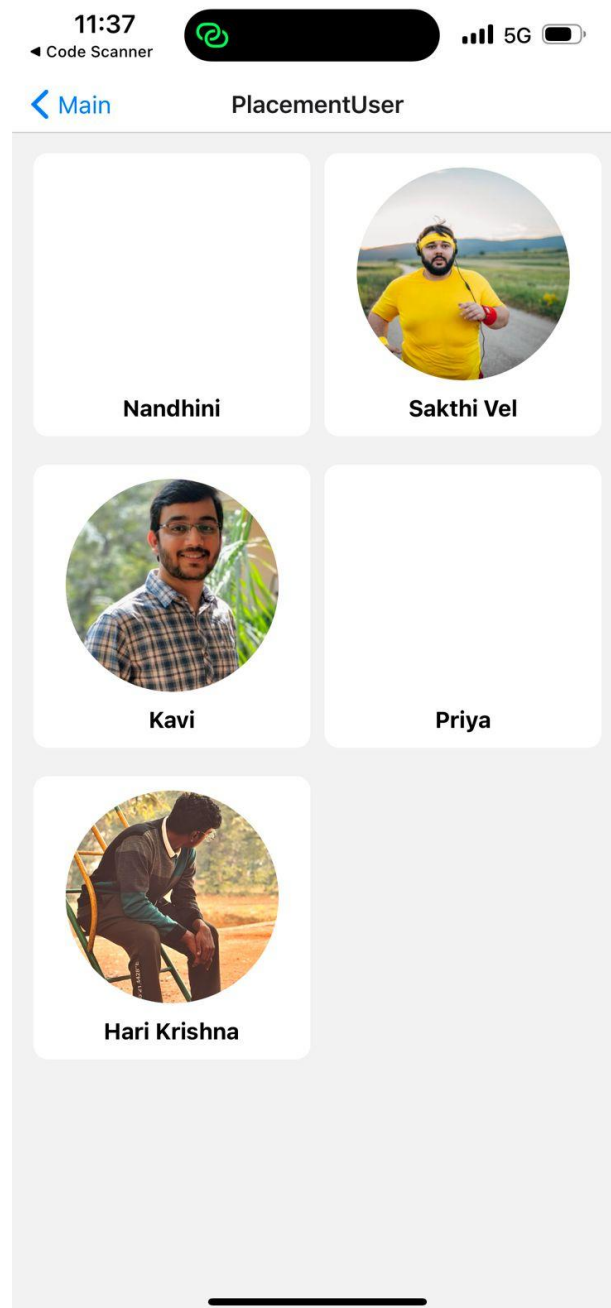 11:37
5G
◀ Code Scanner
Main
PlacementUser
Nandhini
Sakthi Vel
Kavi
Priya
Hari Krishna